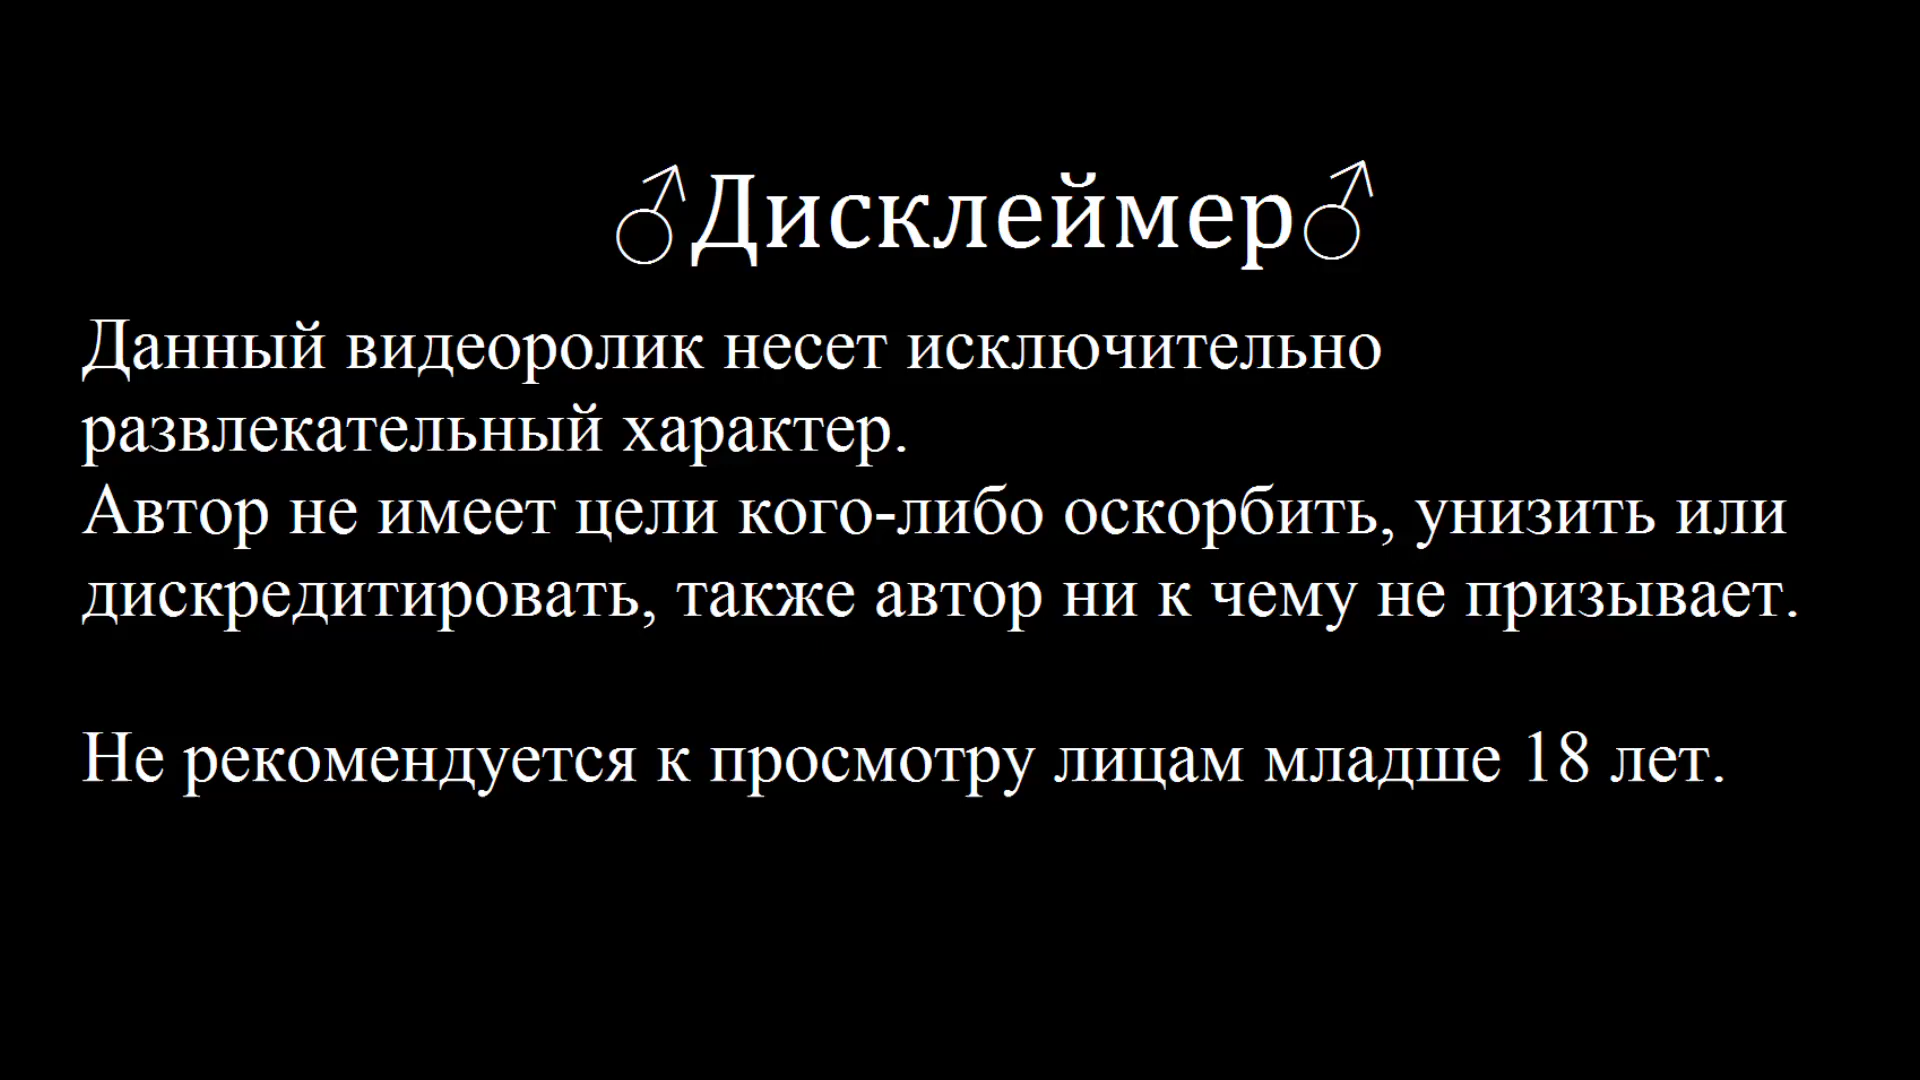 ♂Дисклеймер♂
Данный видеоролик несет исключительно
развлекательный характер.
Автор не имеет цели кого-либо оскорбить, унизить или
дискредитировать, также автор ни к чему не призывает.
Не рекомендуется к просмотру лицам младше 18 лет.